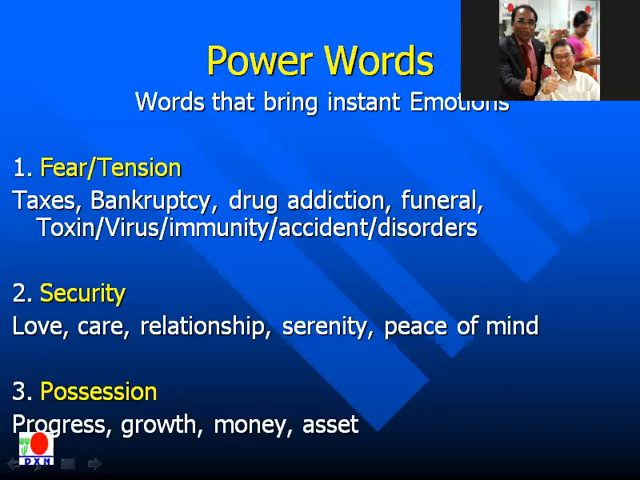 Power Words
Words that bring instant Emotions
1. Fear/Tension
Taxes, Bankruptcy, drug addiction, funeral,
Toxin/Virus/immunity/accident/disorders
2. Security
Love, care, relationship, serenity, peace of mind
3. Possession
Progress, growth, money, asset
DXN